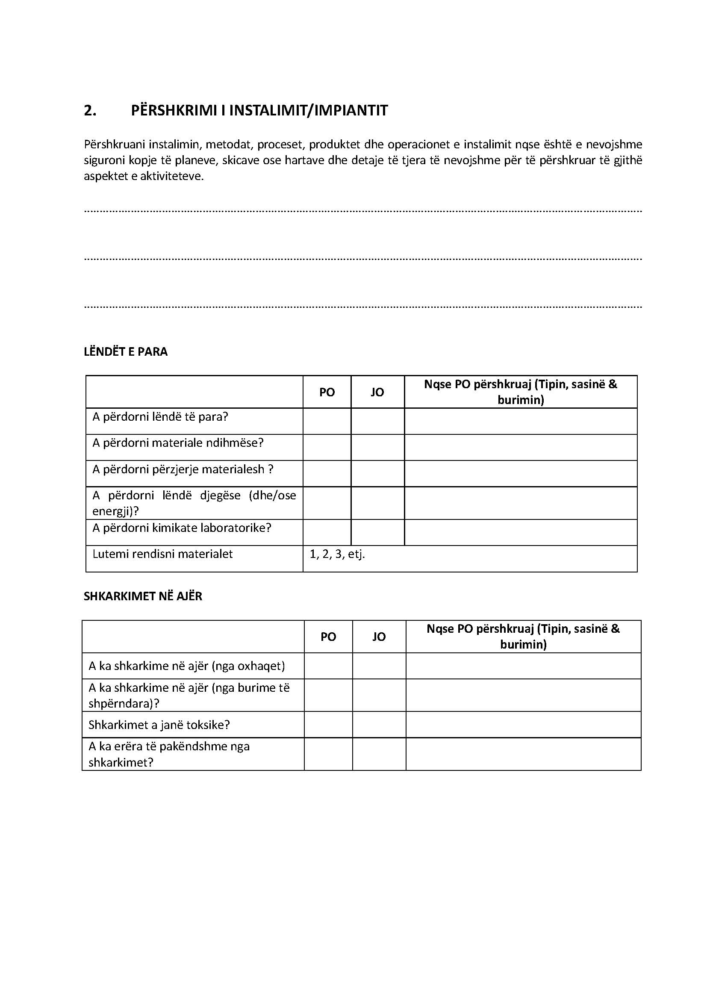 2. PËRSHKRIMI I INSTALIMIT/IMPIANTIT
Përshkruani instalimin, metodat, proceset, produktet dhe operacionet e instalimit nqse është e nevojshme
siguroni kopje të planeve, skicave ose hartave dhe detaje të tjera të nevojshme për të përshkruar të gjithë
aspektet e aktiviteteve.
LËNDËT E PARA
PO JO Nqse PO përshkruaj (Tipin, sasinë &
burimin)
A përdorni lëndë të para?
A përdorni materiale ndihmëse?
A përdorni përzjerje materialesh ?
A përdorni lëndë djegëse (dhe/ose
energji)?
A përdorni kimikate laboratorike?
Lutemi rendisni materialet 1, 2, 3, etj.
SHKARKIMET NË AJËR
PO JO Nqse PO përshkruaj (Tipin, sasinë &
burimin)
A ka shkarkime në ajër (nga oxhaqet)
A ka shkarkime në ajër (nga burime të
shpërndara)?
Shkarkimet a janë toksike?
A ka erëra të pakëndshme nga
shkarkimet?